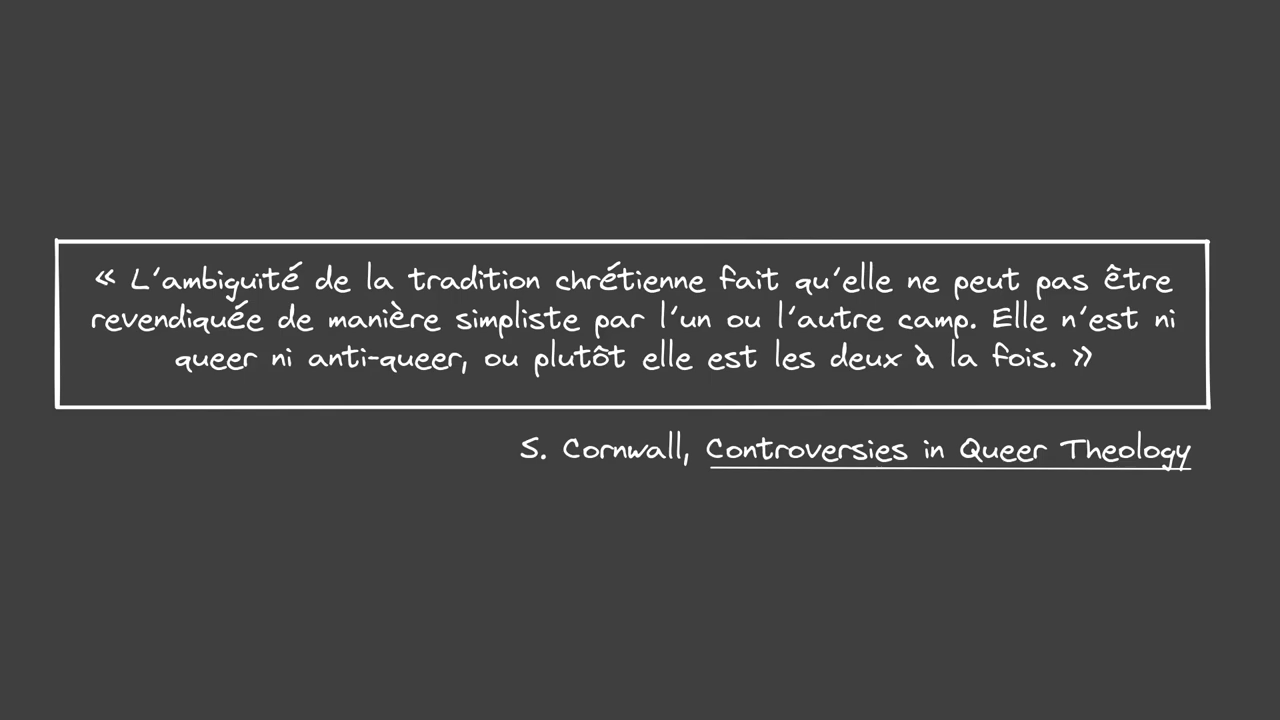 « L'ambiguïté de la tradition chrétienne fait qu'elle ne peut pas être
revendiquée de manière simpliste par l'un ou l'autre camp. Elle n'est ni
queer ni anti-queer, ou plutôt elle est les deux à la fois. »
S. Cornwall, Controversies in Queer Theology